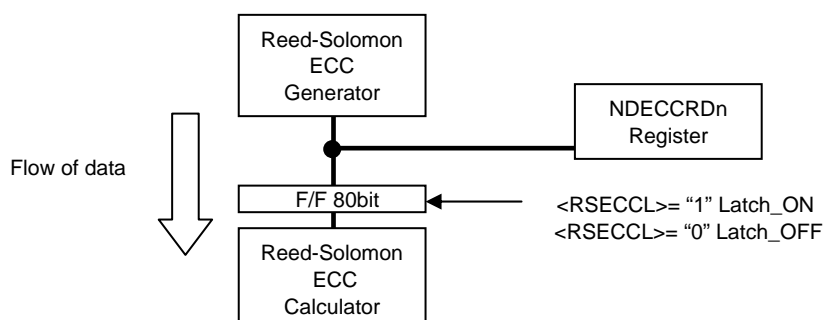 Reed-Solomon
ECC
Generator
NDECCRDn
Register
Flow of data
F/F 80bit
<RSECCL>= “1” Latch_ON
<RSECCL>= “0” Latch_OFF
Reed-Solomon
ECC
Calculator